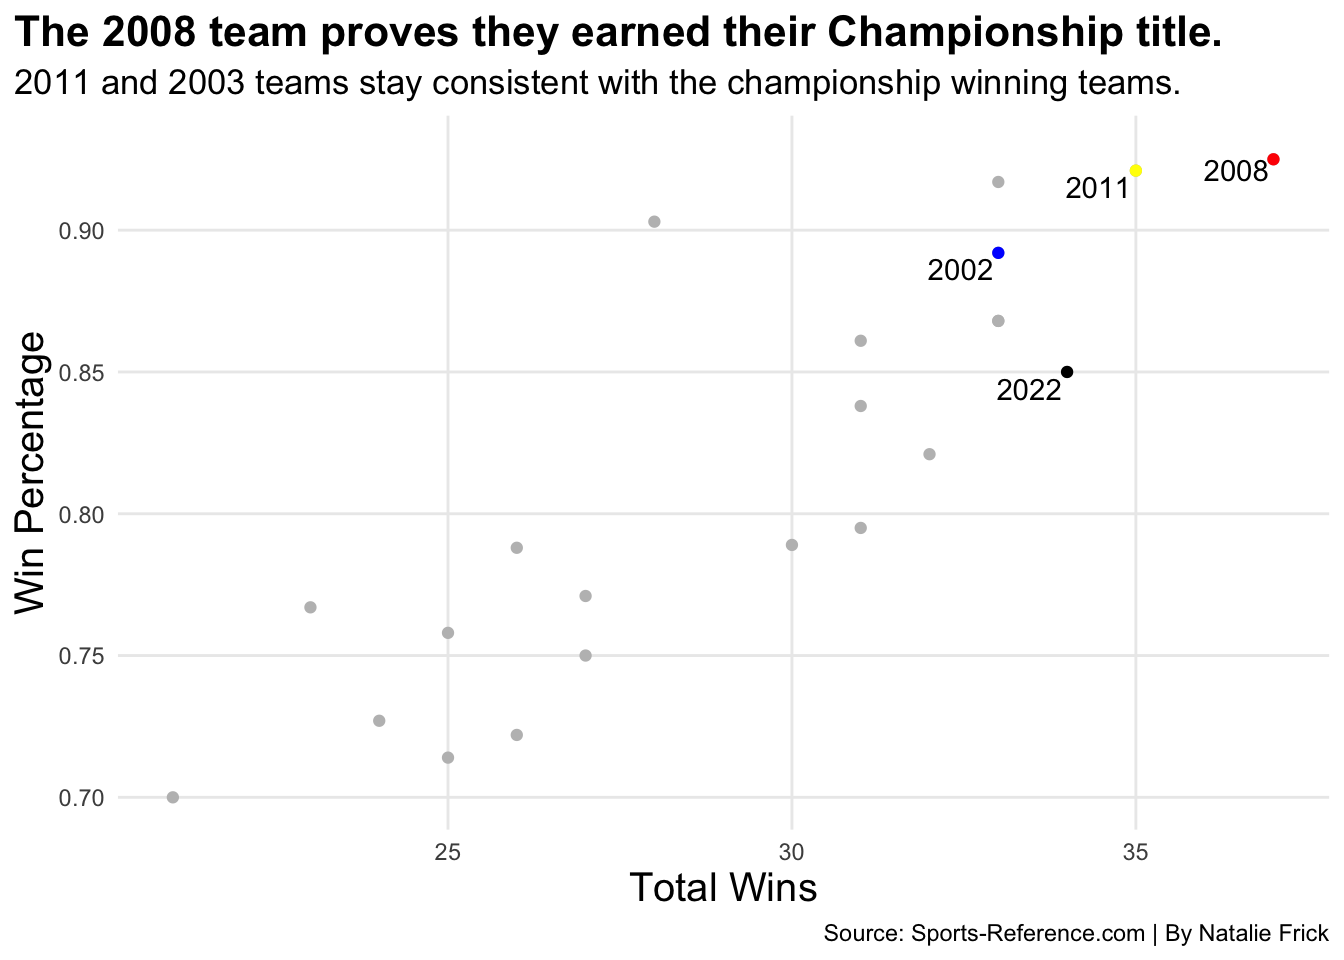 The 2008 team proves they earned their Championship title.
2011 and 2003 teams stay consistent with the championship winning teams.
2008
2011
0.90
2002
0.85
2022
0.80
0.75
0.70
Win Percentage
25 30 35
Total Wins
Source: Sports-Reference.com | By Natalie Frick